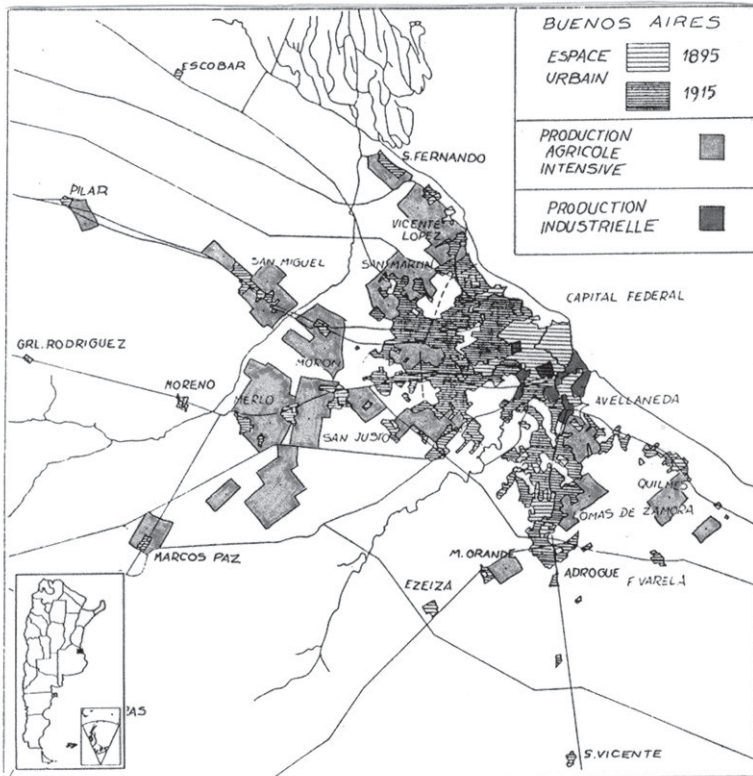 BUENOS AIRES
ESPACE
URBAIN
1895
1915
PRODUCTION
AGRICOLE
INTENSIVE
PRODUCTION
INDUSTRIELLE
ESCOBAR
S. FERNANDO
PILAR
VICENTE
LOPEZ
SAN MIGUEL
SAN MARTIN
CAPITAL FEDERAL
GRL. RODRIGUEZ
MORON
MORENO
MERLO
AVELLANEDA
SAN JUSTO
QUILMES
LOMAS DE ZAMORA
MARCOS PAZ
M. GRANDE
ADROGUE
F. VARELA
EZEIZA
S. VICENTE